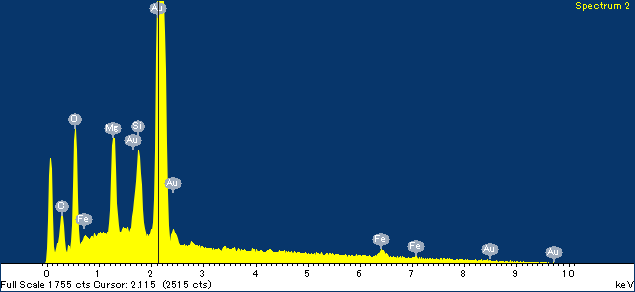 Spectrum 2
Au
O
Mg
Si
Au
Au
C
Fe
Fe
Fe
Au
Au
0 1 2 3 4 5 6 7 8 9 10
Full Scale 1755 cts Cursor: 2.115 (2515 cts) keV